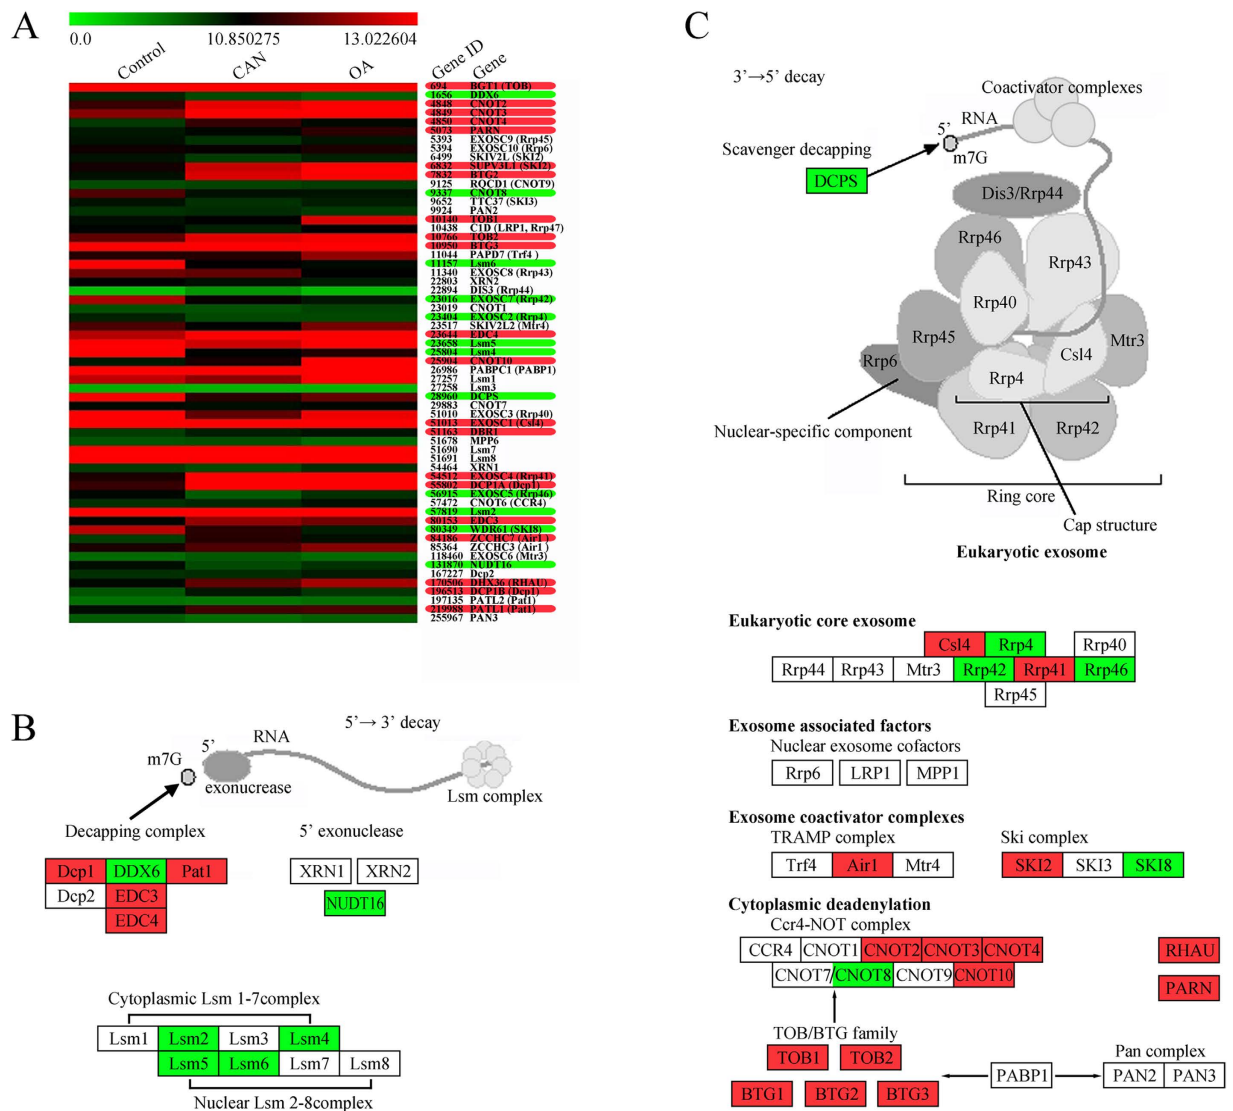 A
0.0 10.850275 13.022604
Control CAN OA Gene ID Gene
694 BGT1 (TOB)
1656 DDX6
4848 CNOT2
4849 CNOT3
4850 CNOT4
5073 PARN
5393 EXOSC9 (Rrp45)
5394 EXOSC10 (Rrp6)
6499 SKIV2L (SKI2)
6832 SUPV3L1 (SKI2)
7832 BTG2
9125 RQCD1 (CNOT9)
9337 CNOT8
9652 TTC37 (SKI3)
9924 PAN2
10140 TOB1
10438 C1D (LRP1, Rrp47)
10766 TOB2
10950 BTG3
11044 PAPD7 (Trf4 )
11157 Lsm6
11340 EXOSC8 (Rrp43)
22803 XRN2
22894 DIS3 (Rrp44)
23016 EXOSC7 (Rrp42)
23019 CNOT1
23404 EXOSC2 (Rrp4)
23517 SKIV2L2 (Mtr4)
23644 EDC4
23658 Lsm5
25804 Lsm4
25904 CNOT10
26986 PABPC1 (PABP1)
27257 Lsm1
27258 Lsm3
28960 DCPS
29883 CNOT7
51010 EXOSC3 (Rrp40)
51013 EXOSC1 (Csl4)
51163 DBR1
51678 MPP6
51690 Lsm7
51691 Lsm8
54464 XRN1
54512 EXOSC4 (Rrp41)
55802 DCP1A (Dcp1)
56915 EXOSC5 (Rrp46)
57472 CNOT6 (CCR4)
57819 Lsm2
80153 EDC3
80349 WDR61 (SKI8)
84186 ZCCHC7 (Air1 )
85364 ZCCHC3 (Air1 )
118460 EXOSC6 (Mtr3)
131870 NUDT16
167227 Dcp2
170506 DHX36 (RHAU)
196513 DCP1B (Dcp1)
197135 PATL2 (Pat1)
219988 PATL1 (Pat1)
255967 PAN3
B
5’→ 3’ decay
5’ RNA
m7G
exonucrease
Lsm complex
Decapping complex 5’ exonuclease
Dcp1 DDX6 Pat1 XRN1 XRN2
Dcp2 EDC3 NUDT16
EDC4
Cytoplasmic Lsm 1-7complex
Lsm1 Lsm2 Lsm3 Lsm4
Lsm5 Lsm6 Lsm7 Lsm8
Nuclear Lsm 2-8complex
C
3’→5’ decay
Coactivator complexes
5’ RNA
Scavenger decapping m7G
DCPS
Dis3/Rrp44
Rrp46
Rrp43
Rrp40
Rrp45 Csl4 Mtr3
Rrp6
Rrp4
Nuclear-specific component Rrp41 Rrp42
Ring core
Cap structure
Eukaryotic exosome
Eukaryotic core exosome
Csl4 Rrp4 Rrp40
Rrp44 Rrp43 Mtr3 Rrp42 Rrp41 Rrp46
Rrp45
Exosome associated factors
Nuclear exosome cofactors
Rrp6 LRP1 MPP1
Exosome coactivator complexes
TRAMP complex Ski complex
Trf4 Air1 Mtr4 SKI2 SKI3 SKI8
Cytoplasmic deadenylation
Ccr4-NOT complex
CCR4 CNOT1 CNOT2 CNOT3 CNOT4 RHAU
CNOT7/CNOT8 CNOT9 CNOT10
PARN
TOB/BTG family
TOB1 TOB2 Pan complex
BTG1 BTG2 BTG3 PABP1 PAN2 PAN3